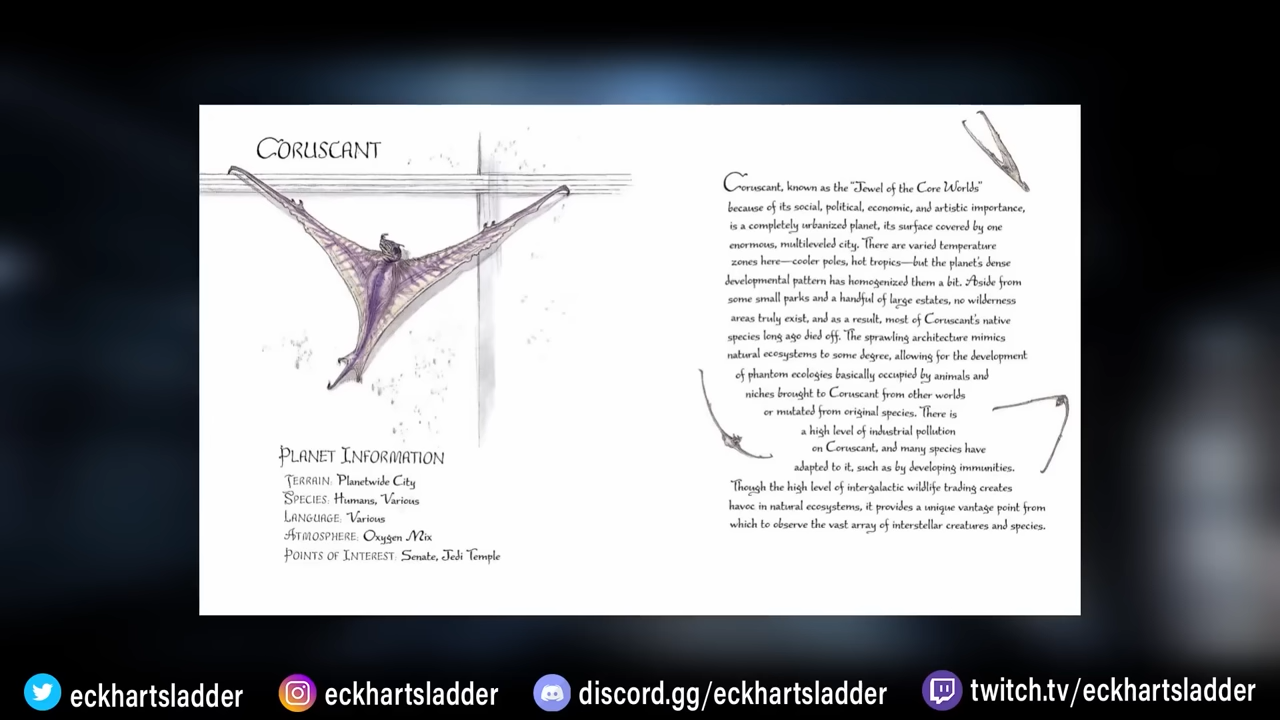 CORUSCANT
PLANET INFORMATION
TERRAIN: Planetwide City
SPECIES: Humans, Various
LANGUAGE: Various
ATMOSPHERE: Oxygen Mix
POINTS OF INTEREST: Senate, Jedi Temple
Coruscant, known as the "Jewel of the Core Worlds"
because of its social, political, economic, and artistic importance,
is a completely urbanized planet, its surface covered by one
enormous, multileveled city. There are varied temperature
zones here—cooler poles, hot tropics—but the planet's dense
developmental pattern has homogenized them a bit. Aside from
some small parks and a handful of large estates, no wilderness
areas truly exist, and as a result, most of Coruscant's native
species long ago died off. The sprawling architecture mimics
natural ecosystems to some degree, allowing for the development
of phantom ecologies basically occupied by animals and
niches brought to Coruscant from other worlds
or mutated from original species. There is
a high level of industrial pollution
on Coruscant, and many species have
adapted to it, such as by developing immunities.
Though the high level of intergalactic wildlife trading creates
havoc in natural ecosystems, it provides a unique vantage point from
which to observe the vast array of interstellar creatures and species.
eckhartsladder
eckhartsladder
discord.gg/eckhartsladder
twitch.tv/eckhartsladder